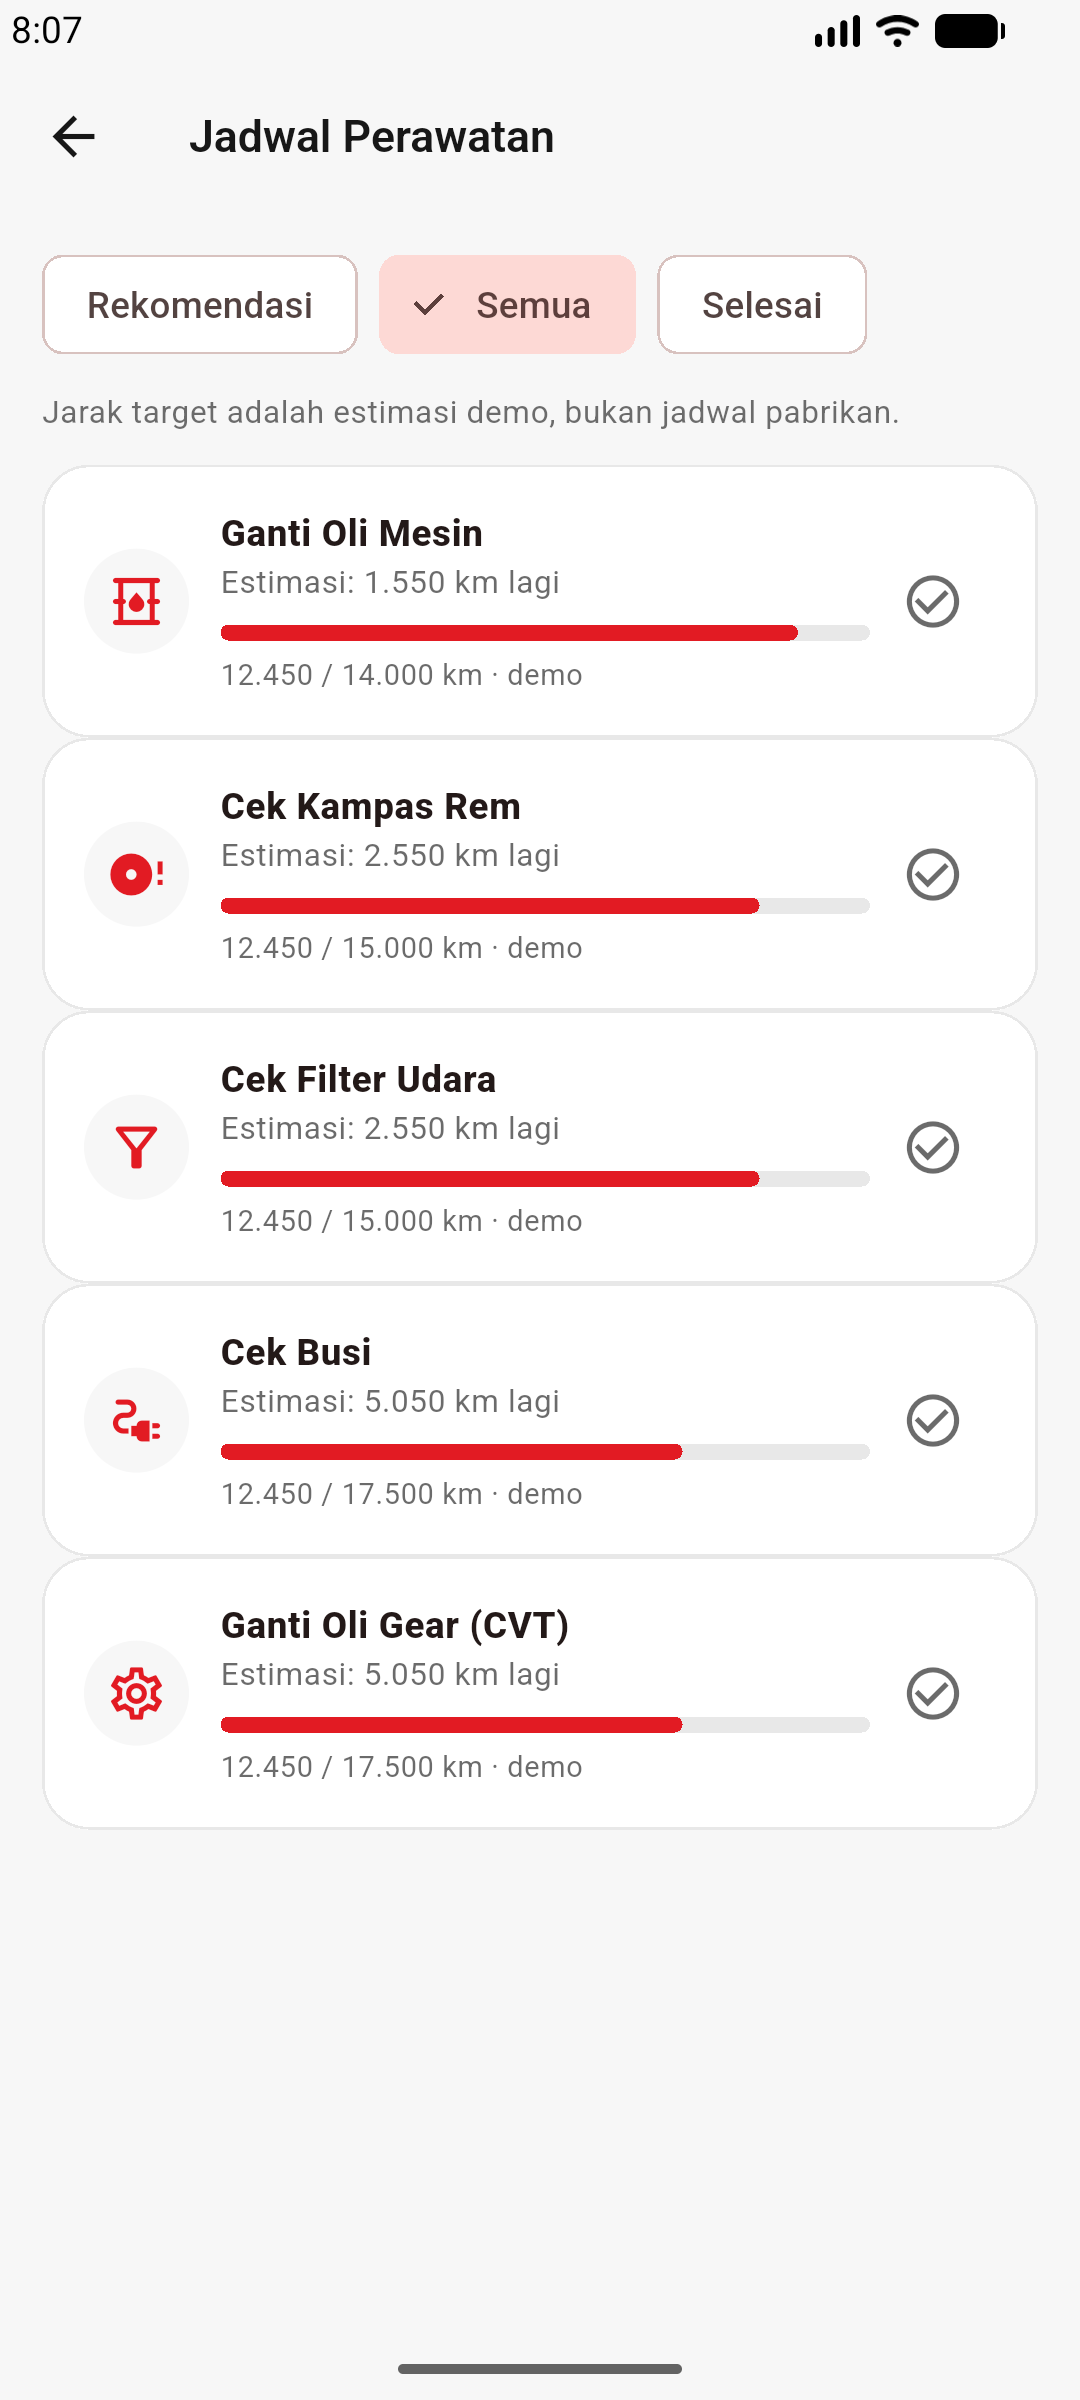 8:07
Jadwal Perawatan
Rekomendasi
Semua
Selesai
Jarak target adalah estimasi demo, bukan jadwal pabrikan.
Ganti Oli Mesin
Estimasi: 1.550 km lagi
12.450 / 14.000 km · demo
Cek Kampas Rem
Estimasi: 2.550 km lagi
12.450 / 15.000 km · demo
Cek Filter Udara
Estimasi: 2.550 km lagi
12.450 / 15.000 km · demo
Cek Busi
Estimasi: 5.050 km lagi
12.450 / 17.500 km · demo
Ganti Oli Gear (CVT)
Estimasi: 5.050 km lagi
12.450 / 17.500 km · demo